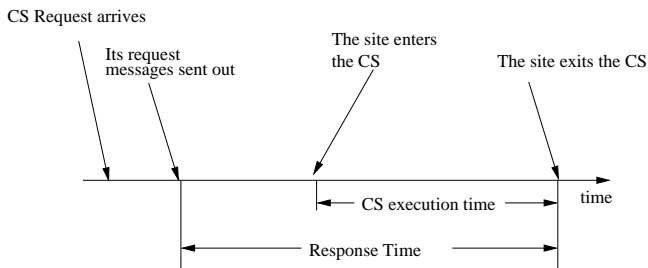 CS Request arrives
Its request
messages sent out
The site enters
the CS
The site exits the CS
time
CS execution time
Response Time